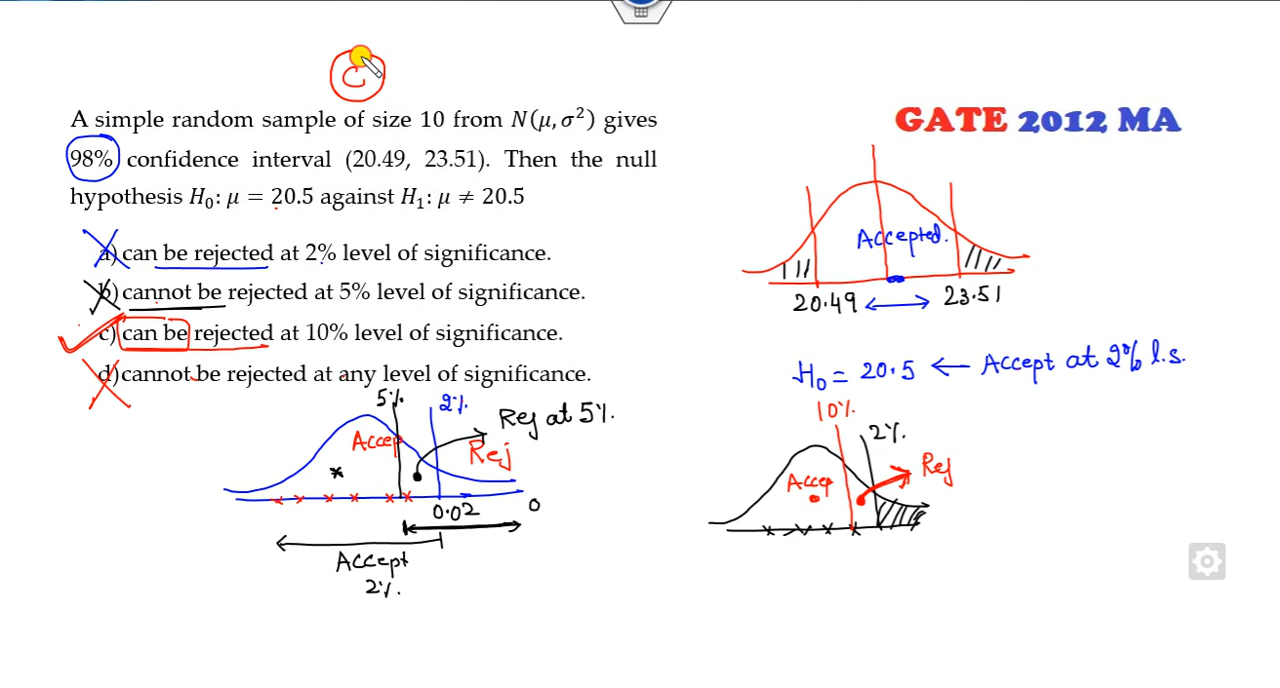 C
A simple random sample of size 10 from N(μ, σ²) gives
98% confidence interval (20.49, 23.51). Then the null
hypothesis H₀: μ = 20.5 against H₁: μ ≠ 20.5
a) can be rejected at 2% level of significance.
b) cannot be rejected at 5% level of significance.
c) can be rejected at 10% level of significance.
d) cannot be rejected at any level of significance.
GATE 2012 MA
Accepted.
20.49
23.51
H₀ = 20.5 ← Accept at 2% l.s.
5%
2%
Rej at 5%.
Accep
Rej
0.02
0
Accept
2%.
10%
2%
Accep
Rej